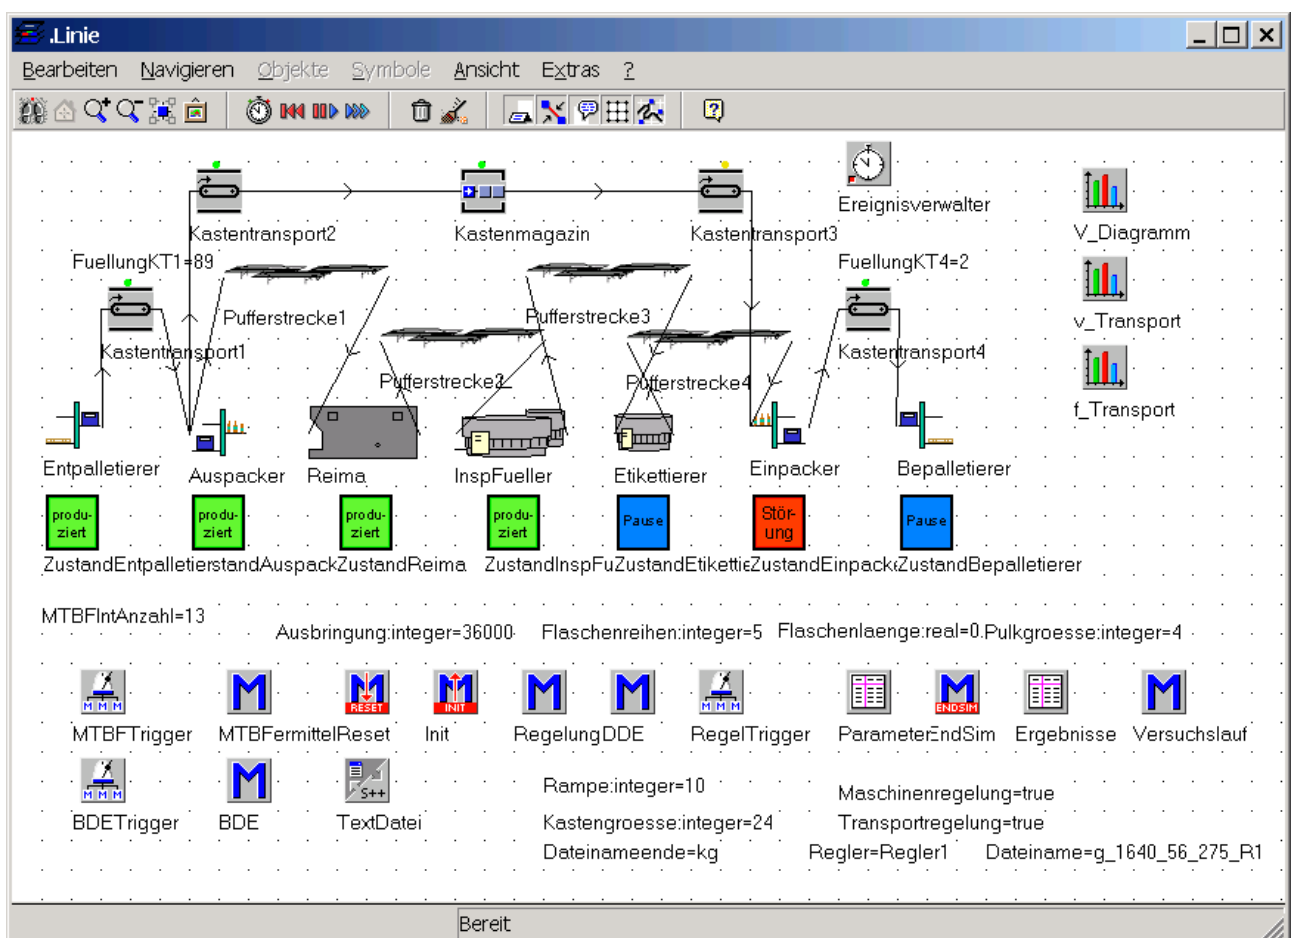 .Linie
Bearbeiten Navigieren Objekte Symbole Ansicht Extras ?
Ereignisverwalter
Kastentransport2 Kastenmagazin Kastentransport3 V_Diagramm
FuellungKT1=89 FuellungKT4=2
Pufferstrecke1 Pufferstrecke3 v_Transport
Kastentransport1 Kastentransport4
Pufferstrecke2 Pufferstrecke4
f_Transport
Entpalletierer Auspacker Reima InspFueller Etikettierer Einpacker Bepalletierer
produ-
ziert
produ-
ziert
produ-
ziert
produ-
ziert
Pause
Stör-
ung
Pause
ZustandEntpalletierstandAuspackZustandReima ZustandInspFuZustandEtikettieZustandEinpackeZustandBepalletierer
MTBFIntAnzahl=13
Ausbringung:integer=36000 Flaschenreihen:integer=5 Flaschenlaenge:real=0.Pulkgroesse:integer=4
M M M M RESET INIT M M M M M M ENDSIM M
MTBFTrigger MTBFermittelReset Init RegelungDDE RegelTrigger ParameterEndSim Ergebnisse Versuchslauf
M M M M S++
BDETrigger BDE TextDatei
Rampe:integer=10 Maschinenregelung=true
Kastengroesse:integer=24 Transportregelung=true
Dateinameende=kg Regler=Regler1 Dateiname=g_1640_56_275_R1
Bereit